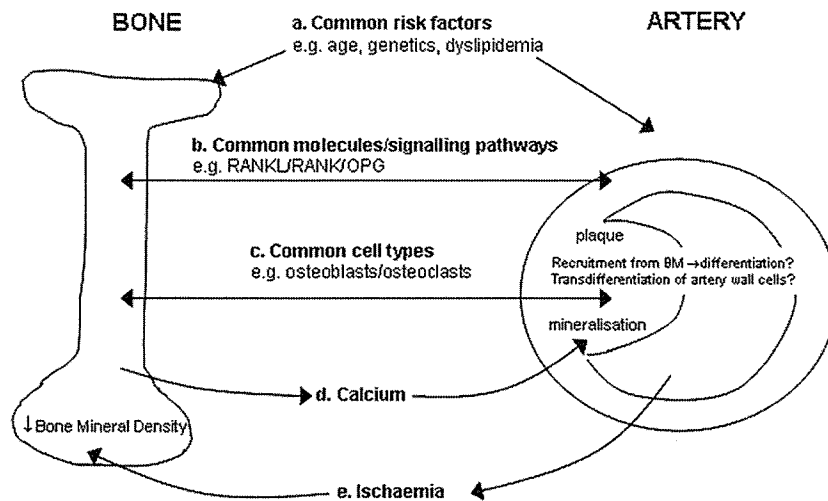 BONE
ARTERY
a. Common risk factors
e.g. age, genetics, dyslipidemia
b. Common molecules/signalling pathways
e.g. RANKL/RANK/OPG
plaque
c. Common cell types
e.g. osteoblasts/osteoclasts
Recruitment from BM →differentiation?
Transdifferentiation of artery wall cells?
mineralisation
d. Calcium
↓ Bone Mineral Density
e. Ischaemia